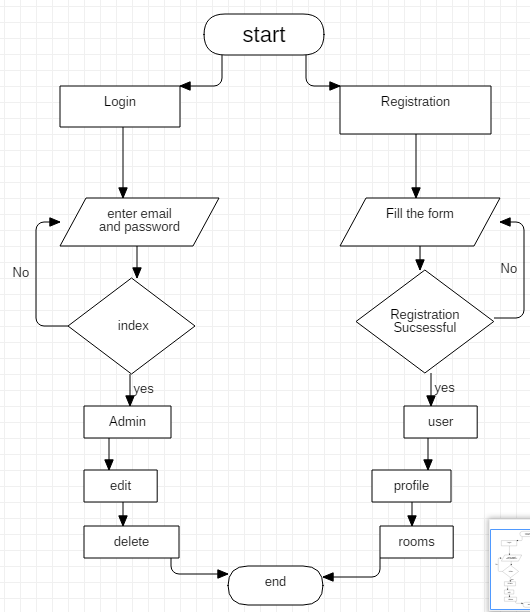 start
Login
Registration
enter email
and password
Fill the form
No
No
index
Registration
Sucsessful
yes
yes
Admin
user
edit
profile
delete
rooms
end